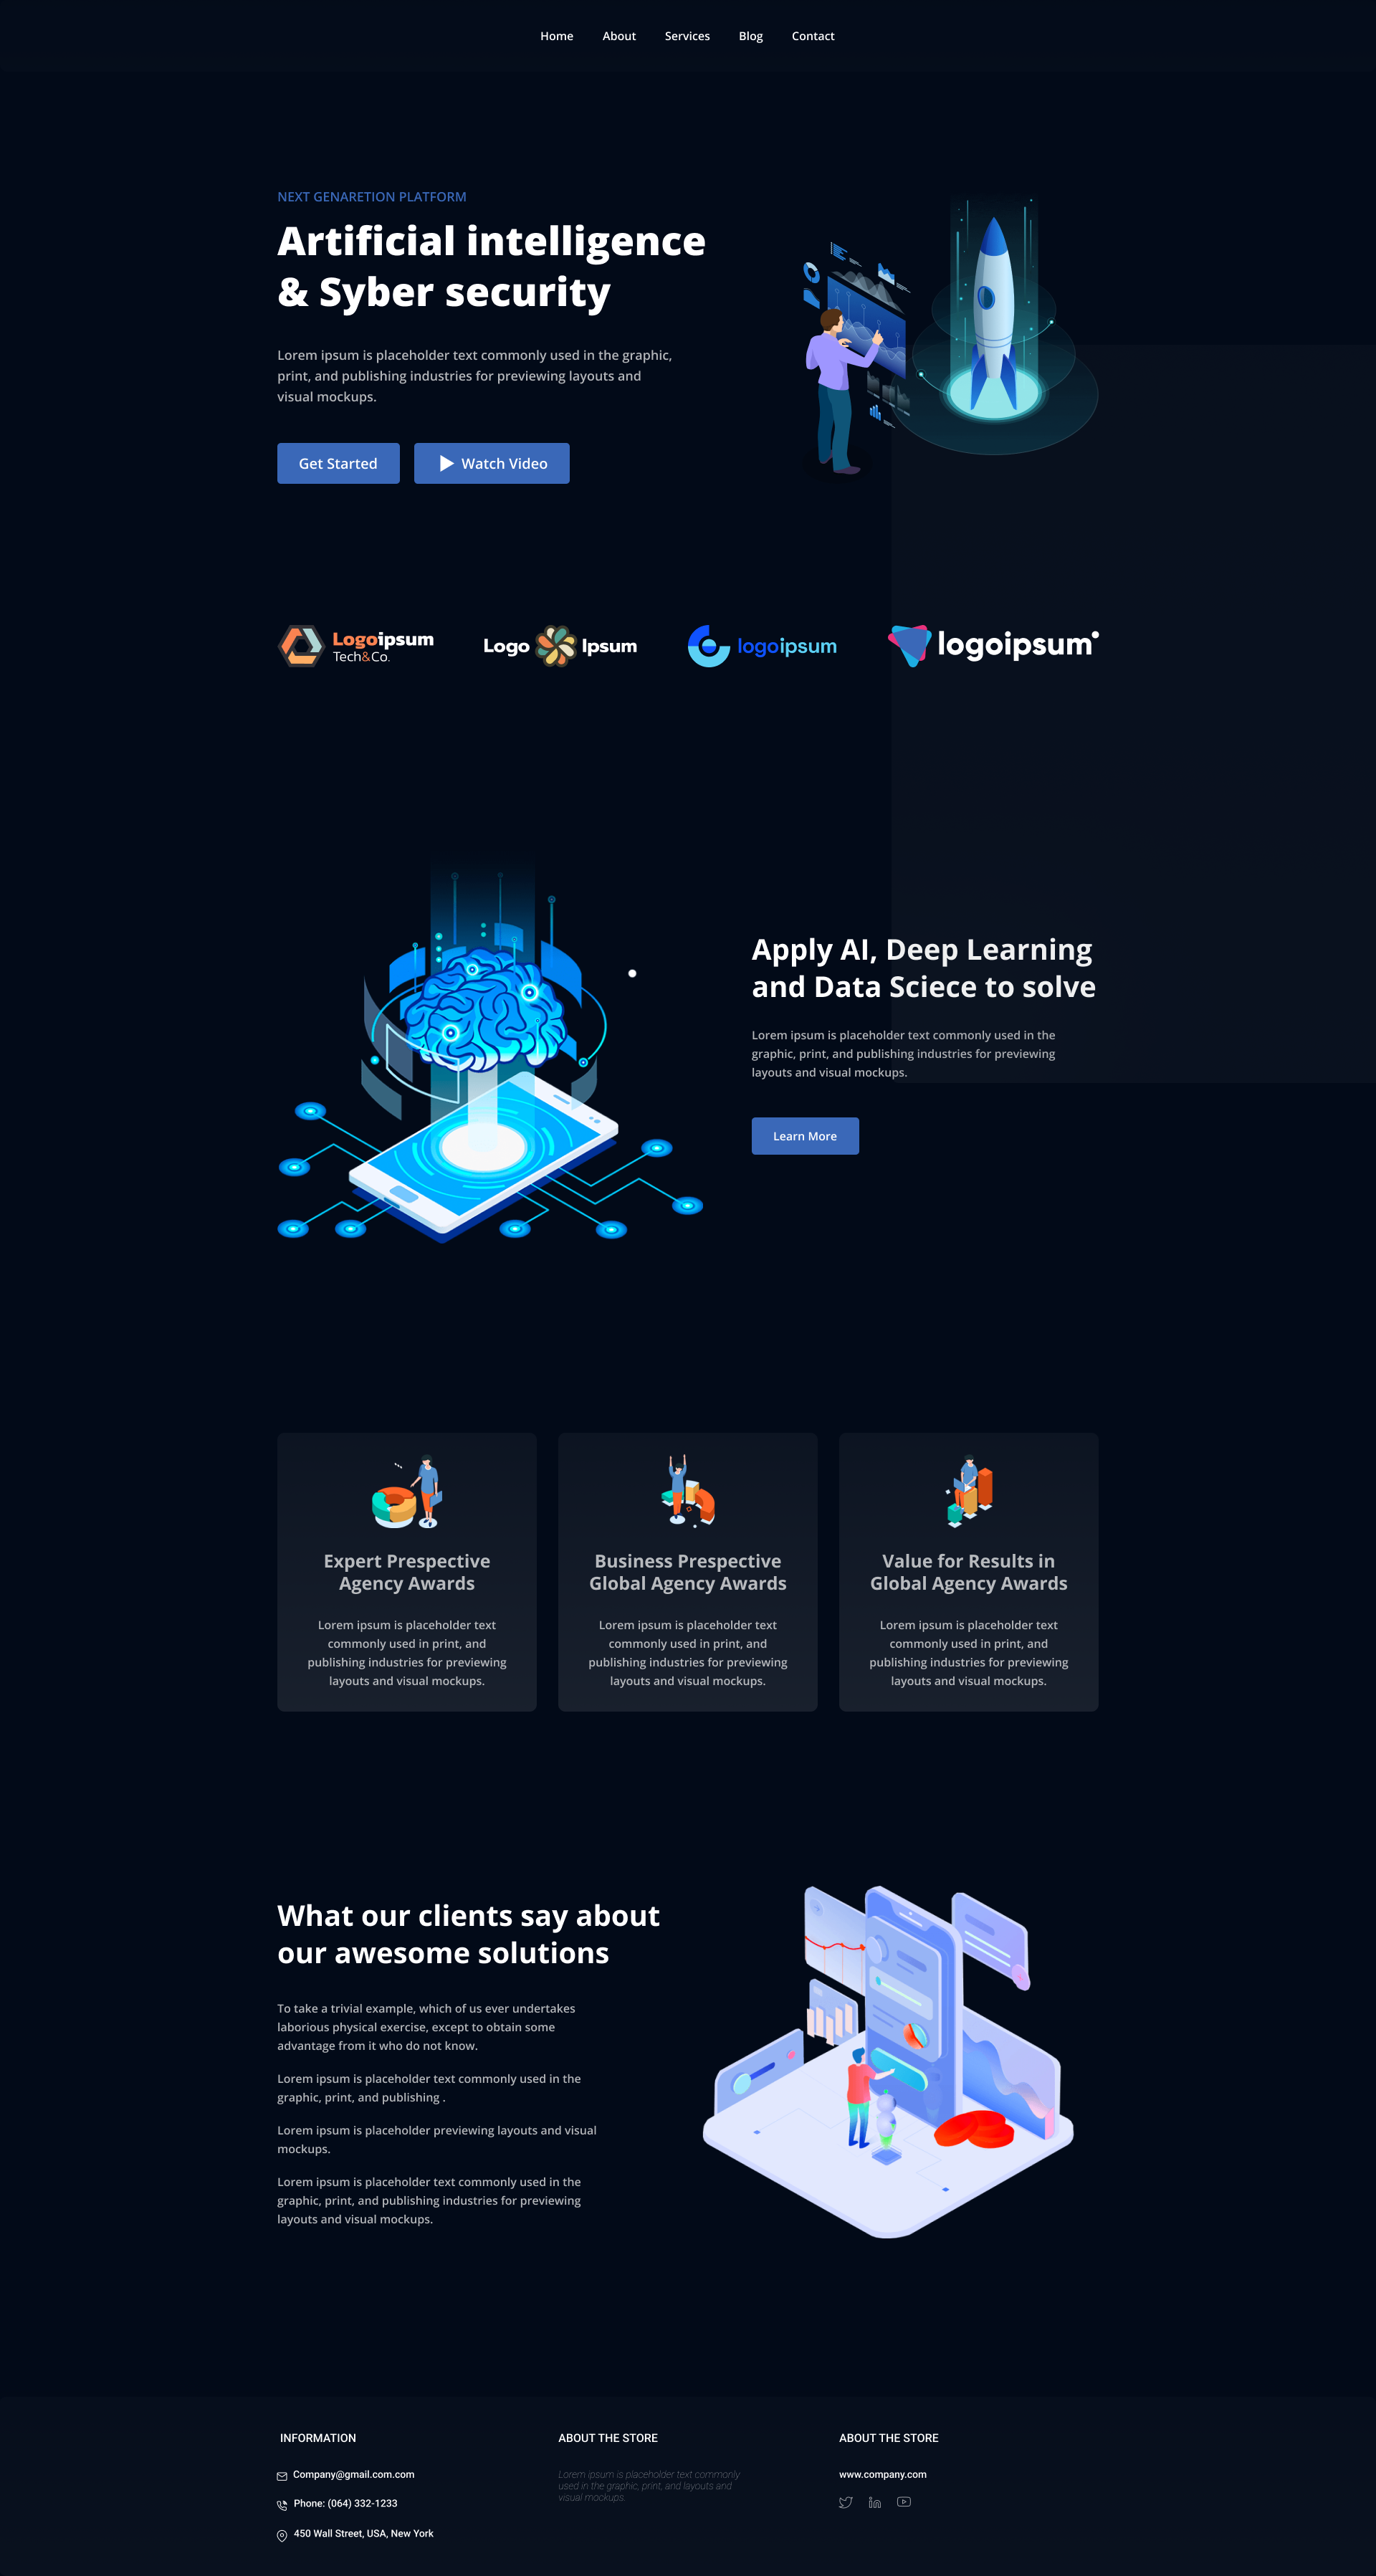 Home About Services Blog Contact
NEXT GENARETION PLATFORM
Artificial intelligence
& Syber security
Lorem ipsum is placeholder text commonly used in the graphic,
print, and publishing industries for previewing layouts and
visual mockups.
Get Started
Watch Video
Logoipsum
Tech&Co.
Logo Ipsum
logoipsum
logoipsum
Apply AI, Deep Learning
and Data Sciece to solve
Lorem ipsum is placeholder text commonly used in the
graphic, print, and publishing industries for previewing
layouts and visual mockups.
Learn More
Expert Prespective
Agency Awards
Lorem ipsum is placeholder text
commonly used in print, and
publishing industries for previewing
layouts and visual mockups.
Business Prespective
Global Agency Awards
Lorem ipsum is placeholder text
commonly used in print, and
publishing industries for previewing
layouts and visual mockups.
Value for Results in
Global Agency Awards
Lorem ipsum is placeholder text
commonly used in print, and
publishing industries for previewing
layouts and visual mockups.
What our clients say about
our awesome solutions
To take a trivial example, which of us ever undertakes
laborious physical exercise, except to obtain some
advantage from it who do not know.
Lorem ipsum is placeholder text commonly used in the
graphic, print, and publishing .
Lorem ipsum is placeholder previewing layouts and visual
mockups.
Lorem ipsum is placeholder text commonly used in the
graphic, print, and publishing industries for previewing
layouts and visual mockups.
INFORMATION
Company@gmail.com.com
Phone: (064) 332-1233
450 Wall Street, USA, New York
ABOUT THE STORE
Lorem ipsum is placeholder text commonly
used in the graphic, print, and layouts and
visual mockups.
ABOUT THE STORE
www.company.com